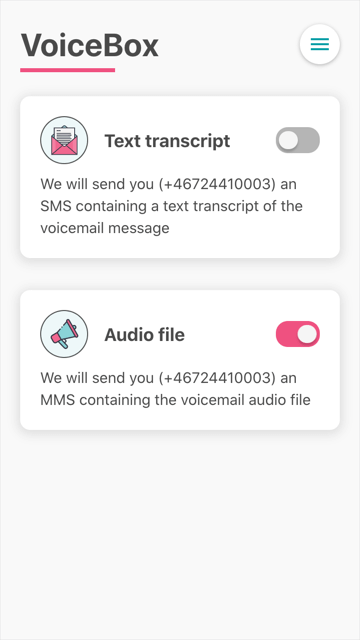 VoiceBox
Text transcript
We will send you (+46724410003) an
SMS containing a text transcript of the
voicemail message
Audio file
We will send you (+46724410003) an
MMS containing the voicemail audio file